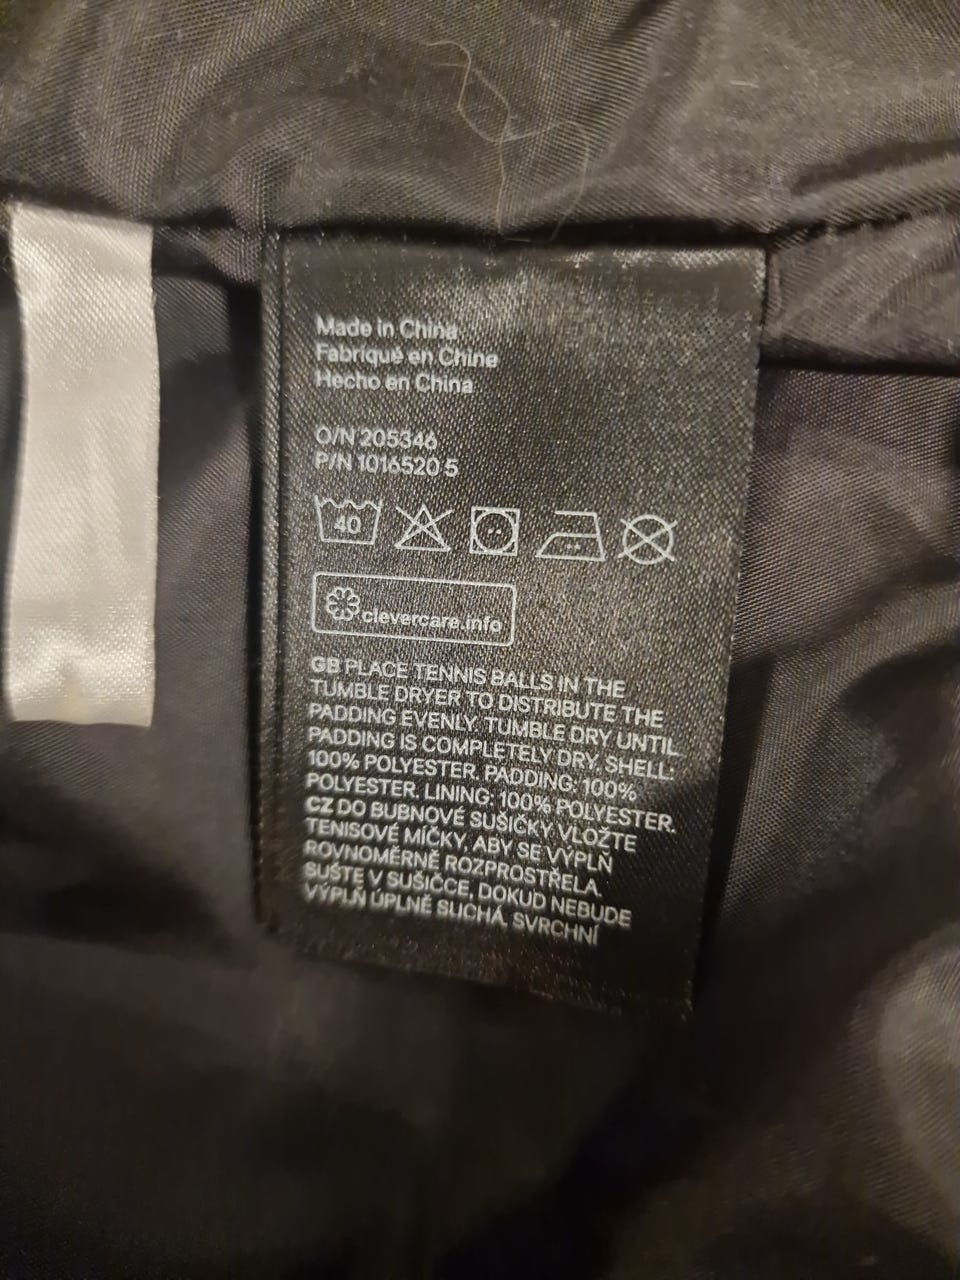 Made in China
Fabriqué en Chine
Hecho en China
O/N 205346
P/N 1016520 5
40
clevercare.info
GB PLACE TENNIS BALLS IN THE
TUMBLE DRYER TO DISTRIBUTE THE
PADDING EVENLY. TUMBLE DRY UNTIL
PADDING IS COMPLETELY DRY. SHELL:
100% POLYESTER. PADDING: 100%
POLYESTER. LINING: 100% POLYESTER.
CZ DO BUBNOVÉ SUŠIČKY VLOŽTE
TENISOVÉ MÍČKY, ABY SE VÝPLŇ
ROVNOMĚRNĚ ROZPROSTŘELA.
SUŠTE V SUŠIČCE, DOKUD NEBUDE
VÝPLŇ ÚPLNĚ SUCHÁ. SVRCHNÍ